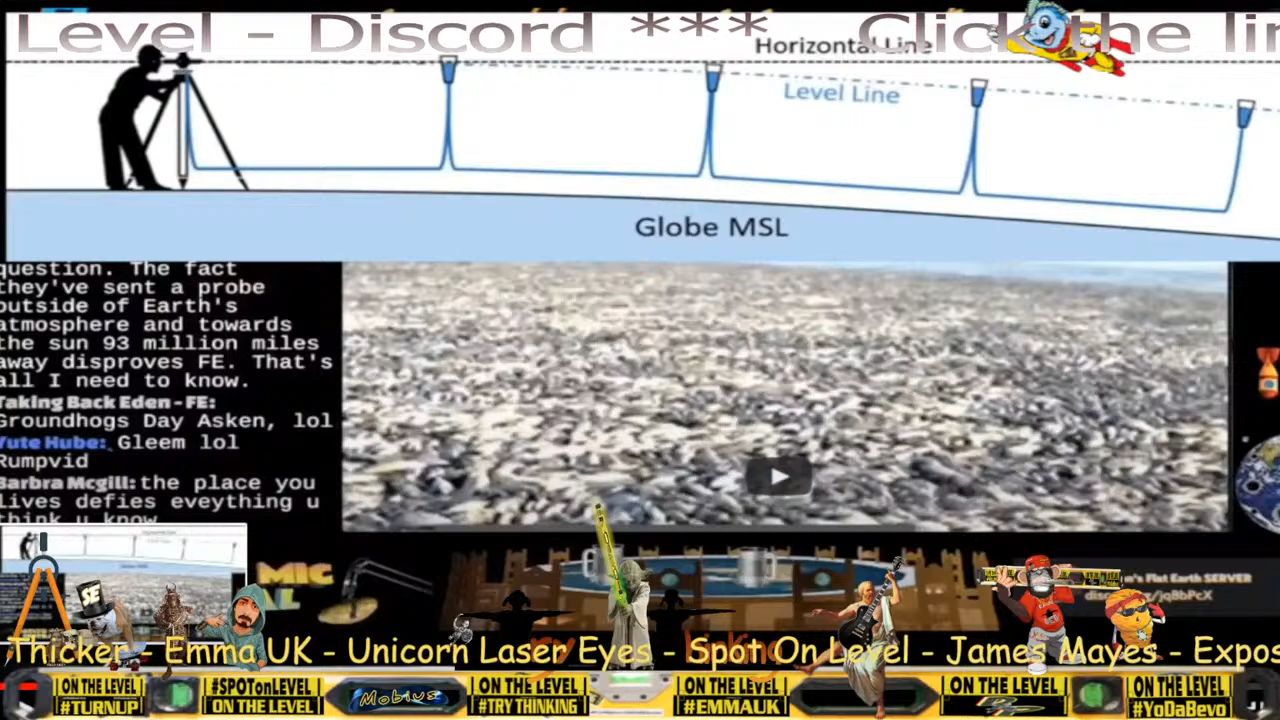 Level - Discord *** Click the lin
Horizontal Line
Level Line
Globe MSL
question. The fact
they've sent a probe
outside of Earth's
atmosphere and towards
the sun 93 million miles
away disproves FE. That's
all I need to know.
Taking Back Eden-FE:
Groundhogs Day Asken, lol
Yute Hube: Gleem lol
Rumpvid
Barbra Mcgill: the place you
lives defies eveything u
think u know
MIC
SE
Flat Earth SERVER
Thicker - Emma UK - Unicorn Laser Eyes - Spot On Level - James Mayes - Expos
ON THE LEVEL
#TURNUP
#SPOTonLEVEL
ON THE LEVEL
Mobius
ON THE LEVEL
#TRY THINKING
ON THE LEVEL
#EMMAUK
ON THE LEVEL
ON THE LEVEL
#YoDaBevo